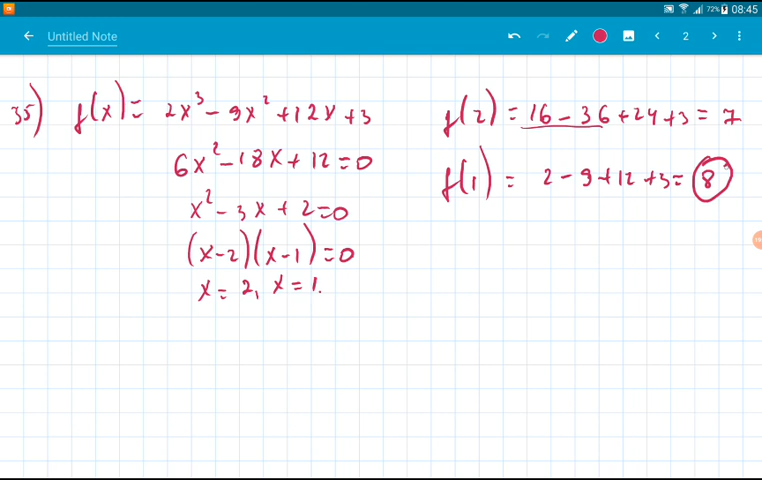 72% 08:45
Untitled Note
2
35) f(x) = 2x³ - 9x² + 12x + 3
6x² - 18x + 12 = 0
x² - 3x + 2 = 0
(x-2)(x-1) = 0
x = 2, x = 1.
f(2) = 16 - 36 + 24 + 3 = 7
f(1) = 2 - 9 + 12 + 3 = 8